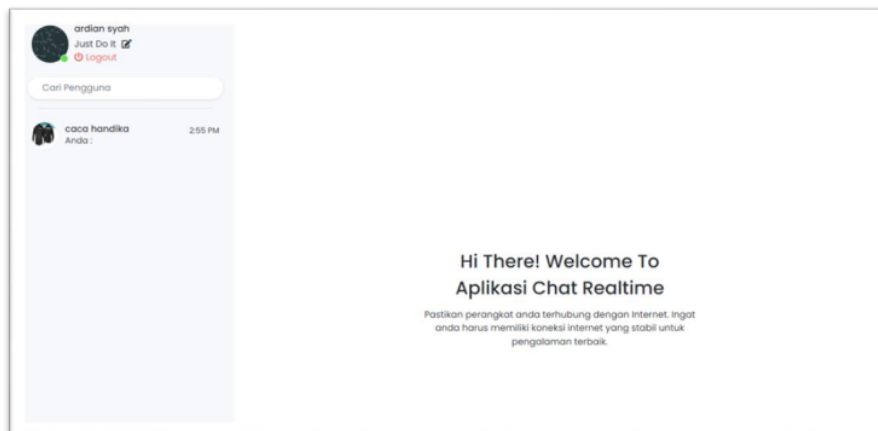 ardian syah
Just Do It
Logout
Cari Pengguna
caca handika
2:55 PM
Anda :
Hi There! Welcome To
Aplikasi Chat Realtime
Pastikan perangkat anda terhubung dengan Internet. Ingat
anda harus memiliki koneksi internet yang stabil untuk
pengalaman terbaik.